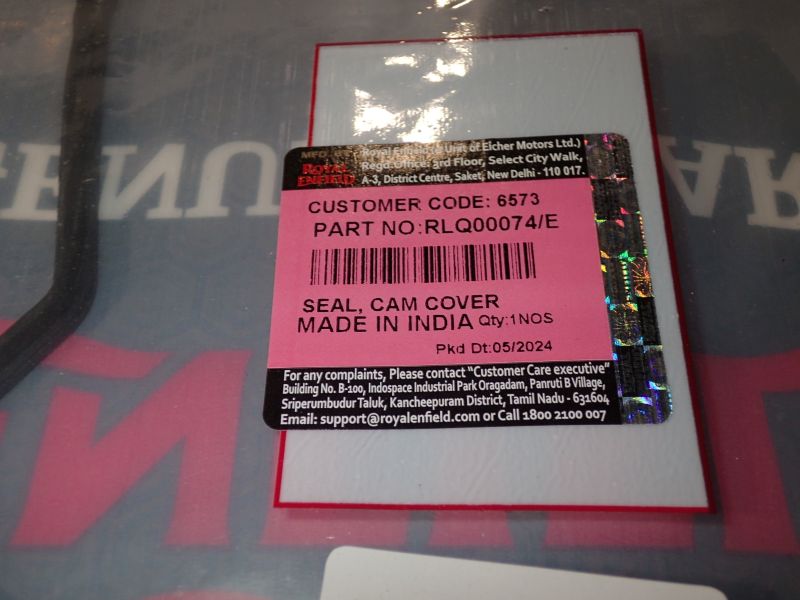 Unit of Eicher Motors Ltd.)
Regd. Office: 3rd Floor, Select City Walk,
A-3, District Centre, Saket, New Delhi - 110 017.
ROYAL
ENFIELD
CUSTOMER CODE: 6573
PART NO:RLQ00074/E
SEAL, CAM COVER
MADE IN INDIA Qty:1NOS
Pkd Dt:05/2024
For any complaints, Please contact "Customer Care executive"
Building No. B-100, Indospace Industrial Park Oragadam, Panruti B Village,
Sriperumbudur Taluk, Kancheepuram District, Tamil Nadu - 631604
Email: support@royalenfield.com or Call 1800 2100 007